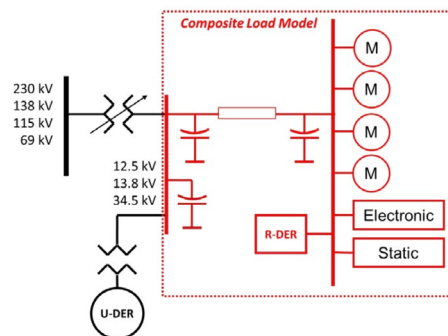 Composite Load Model
230 kV
138 kV
115 kV
69 kV
12.5 kV
13.8 kV
34.5 kV
M
M
M
M
Electronic
R-DER
Static
U-DER